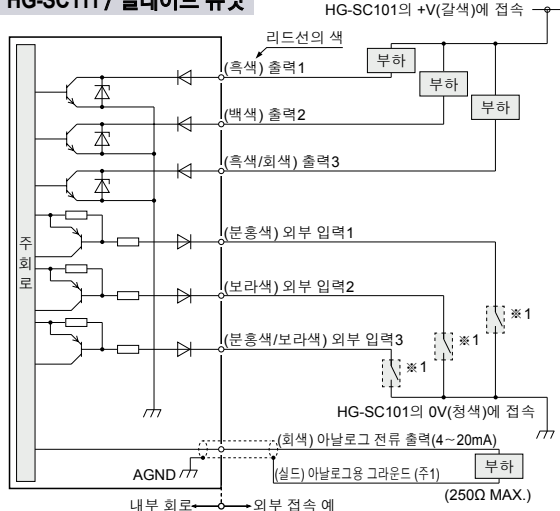 HG-SC111 / 슬레이브 유닛
HG-SC101의 +V(갈색)에 접속
리드선의 색
부하
부하
부하
(흑색) 출력1
(백색) 출력2
(흑색/회색) 출력3
주회로
(분홍색) 외부 입력1
(보라색) 외부 입력2
(분홍색/보라색) 외부 입력3
※1
※1
※1
HG-SC101의 0V(청색)에 접속
(회색) 아날로그 전류 출력(4~20mA)
AGND
(실드) 아날로그용 그라운드 (주1)
부하
(250Ω MAX.)
내부 회로
외부 접속 예